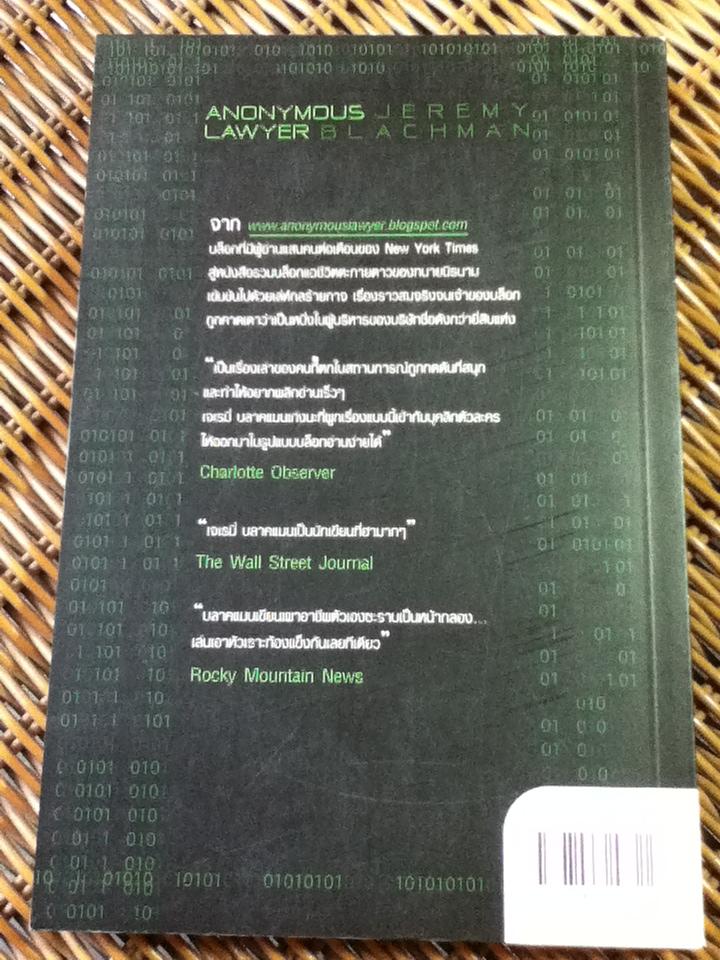 ANONYMOUS JEREMY
LAWYER BLACHMAN
จาก www.anonymouslawyer.blogspot.com
บล็อกที่มีผู้อ่านแสนคนต่อเดือนของ New York Times
สู่หนังสือรวมบล็อกแฉชีวิตตะกายดาวของทนายนิรนาม
เข้มข้นไปด้วยเล่ห์กลร้ายกาจ เรื่องราวสมจริงจนเจ้าของบล็อก
ถูกคาดเดาว่าเป็นหนึ่งในผู้บริหารของบริษัทชื่อดังกว่ายี่สิบแห่ง
“เป็นเรื่องเล่าของคนที่ตกในสถานการณ์ถูกกดดันที่สนุก
และทำให้อยากพลิกอ่านเร็วๆ
เจเรมี่ บลาคแมนเก่งนะที่ผูกเรื่องแบบนี้เข้ากับบุคลิกตัวละคร
ให้ออกมาในรูปแบบบล็อกอ่านง่ายได้”
Charlotte Observer
“เจเรมี่ บลาคแมนเป็นนักเขียนที่ฮามากๆ”
The Wall Street Journal
“บลาคแมนเขียนเผาอาชีพตัวเองซะราบเป็นหน้ากลอง...
เล่นเอาหัวเราะท้องแข็งกันเลยทีเดียว”
Rocky Mountain News